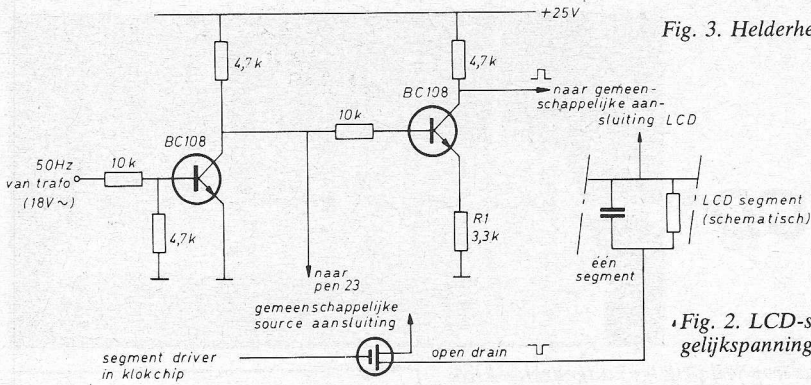 +25V
Fig. 3. Helderhe
4,7k
4,7k
BC108
naar gemeen-
schappelijke aan-
sluiting LCD
10k
BC108
50Hz
van trafo
(18V~)
10k
4,7k
R1
3,3k
LCD segment
(schematisch)
één
segment
naar
pen 23
gemeenschappelijke
source aansluiting
Fig. 2. LCD-s
gelijkspanning
segment driver
in klokchip
open drain